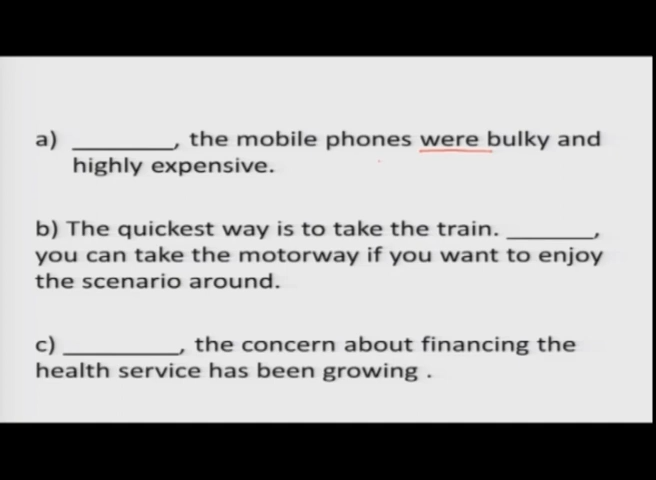 a) ________, the mobile phones were bulky and
highly expensive.
b) The quickest way is to take the train. ______,
you can take the motorway if you want to enjoy
the scenario around.
c) _________, the concern about financing the
health service has been growing .